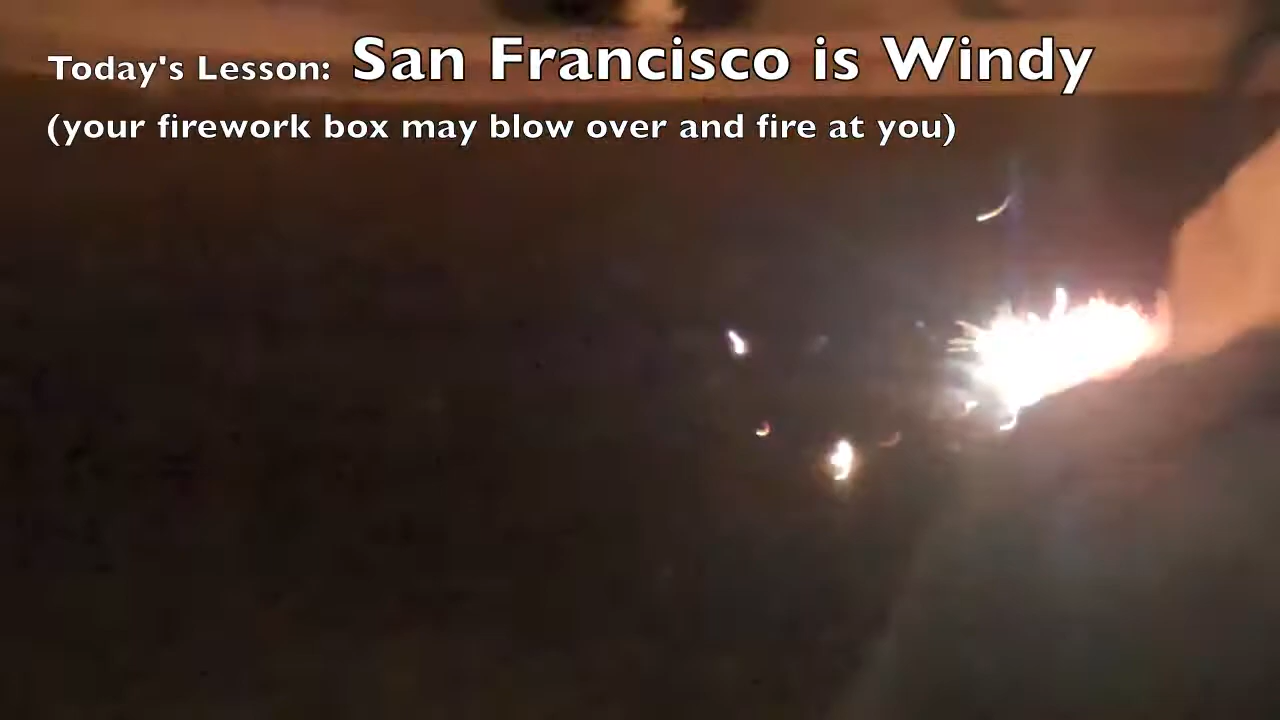 Today's Lesson: San Francisco is Windy
(your firework box may blow over and fire at you)